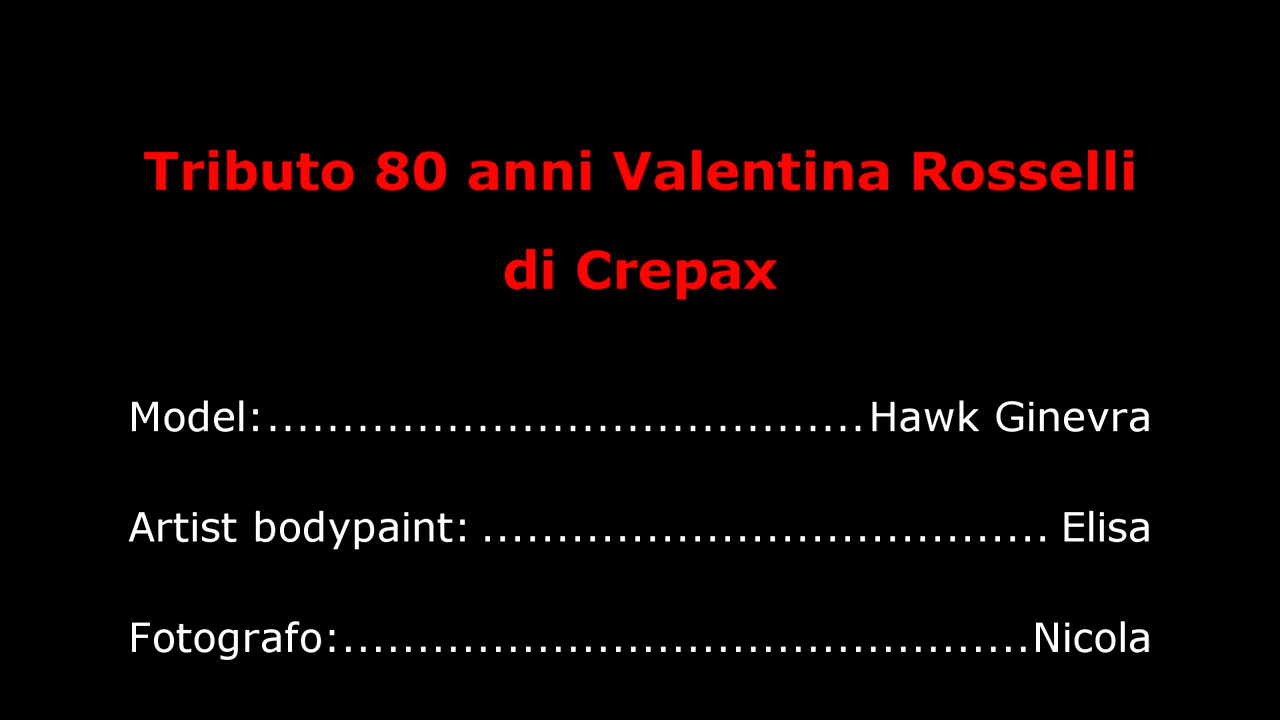 Tributo 80 anni Valentina Rosselli
di Crepax
Model:........................................Hawk Ginevra
Artist bodypaint: ...................................... Elisa
Fotografo:..............................................Nicola